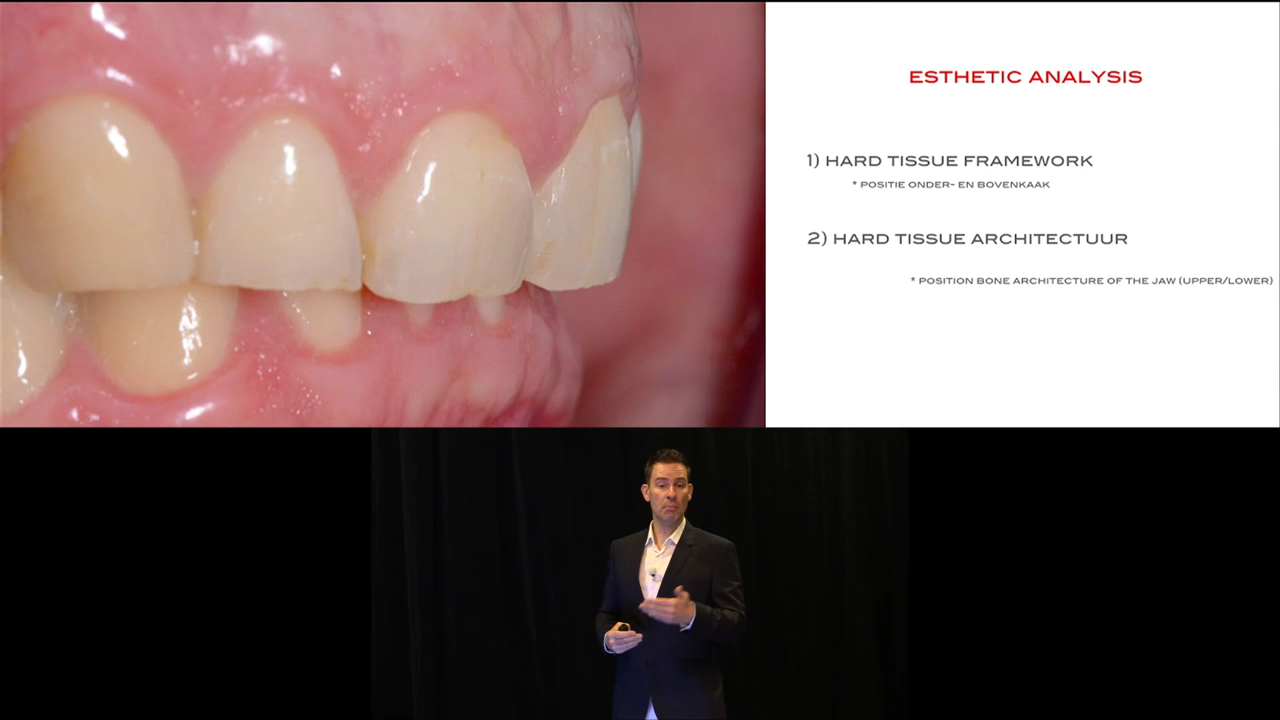 ESTHETIC ANALYSIS
1) HARD TISSUE FRAMEWORK
* POSITIE ONDER- EN BOVENKAAK
2) HARD TISSUE ARCHITECTUUR
* POSITION BONE ARCHITECTURE OF THE JAW (UPPER/LOWER)